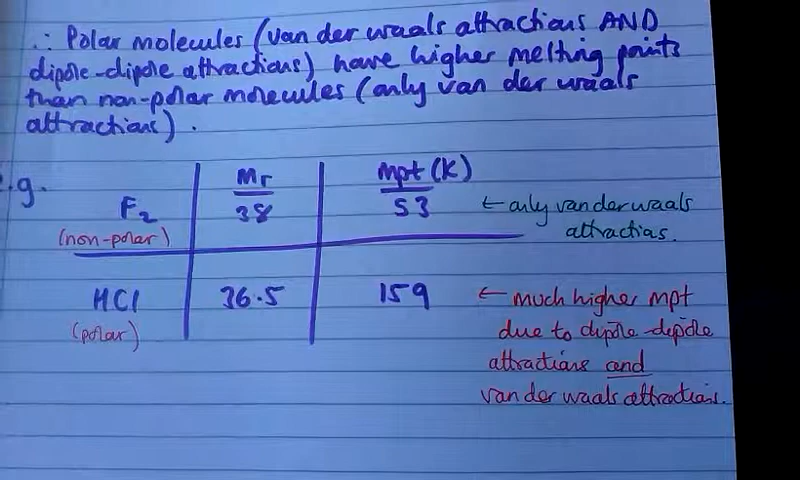 ∴ Polar molecules (van der waals attractions AND
dipole-dipole attractions) have higher melting points
than non-polar molecules (only van der waals
attractions).
e.g.
Mr
Mpt (K)
F2
38
53
← only van der waals
attractions.
(non-polar)
HCl
36.5
159
← much higher mpt
(polar)
due to dipole-dipole
attractions and
van der waals attractions.